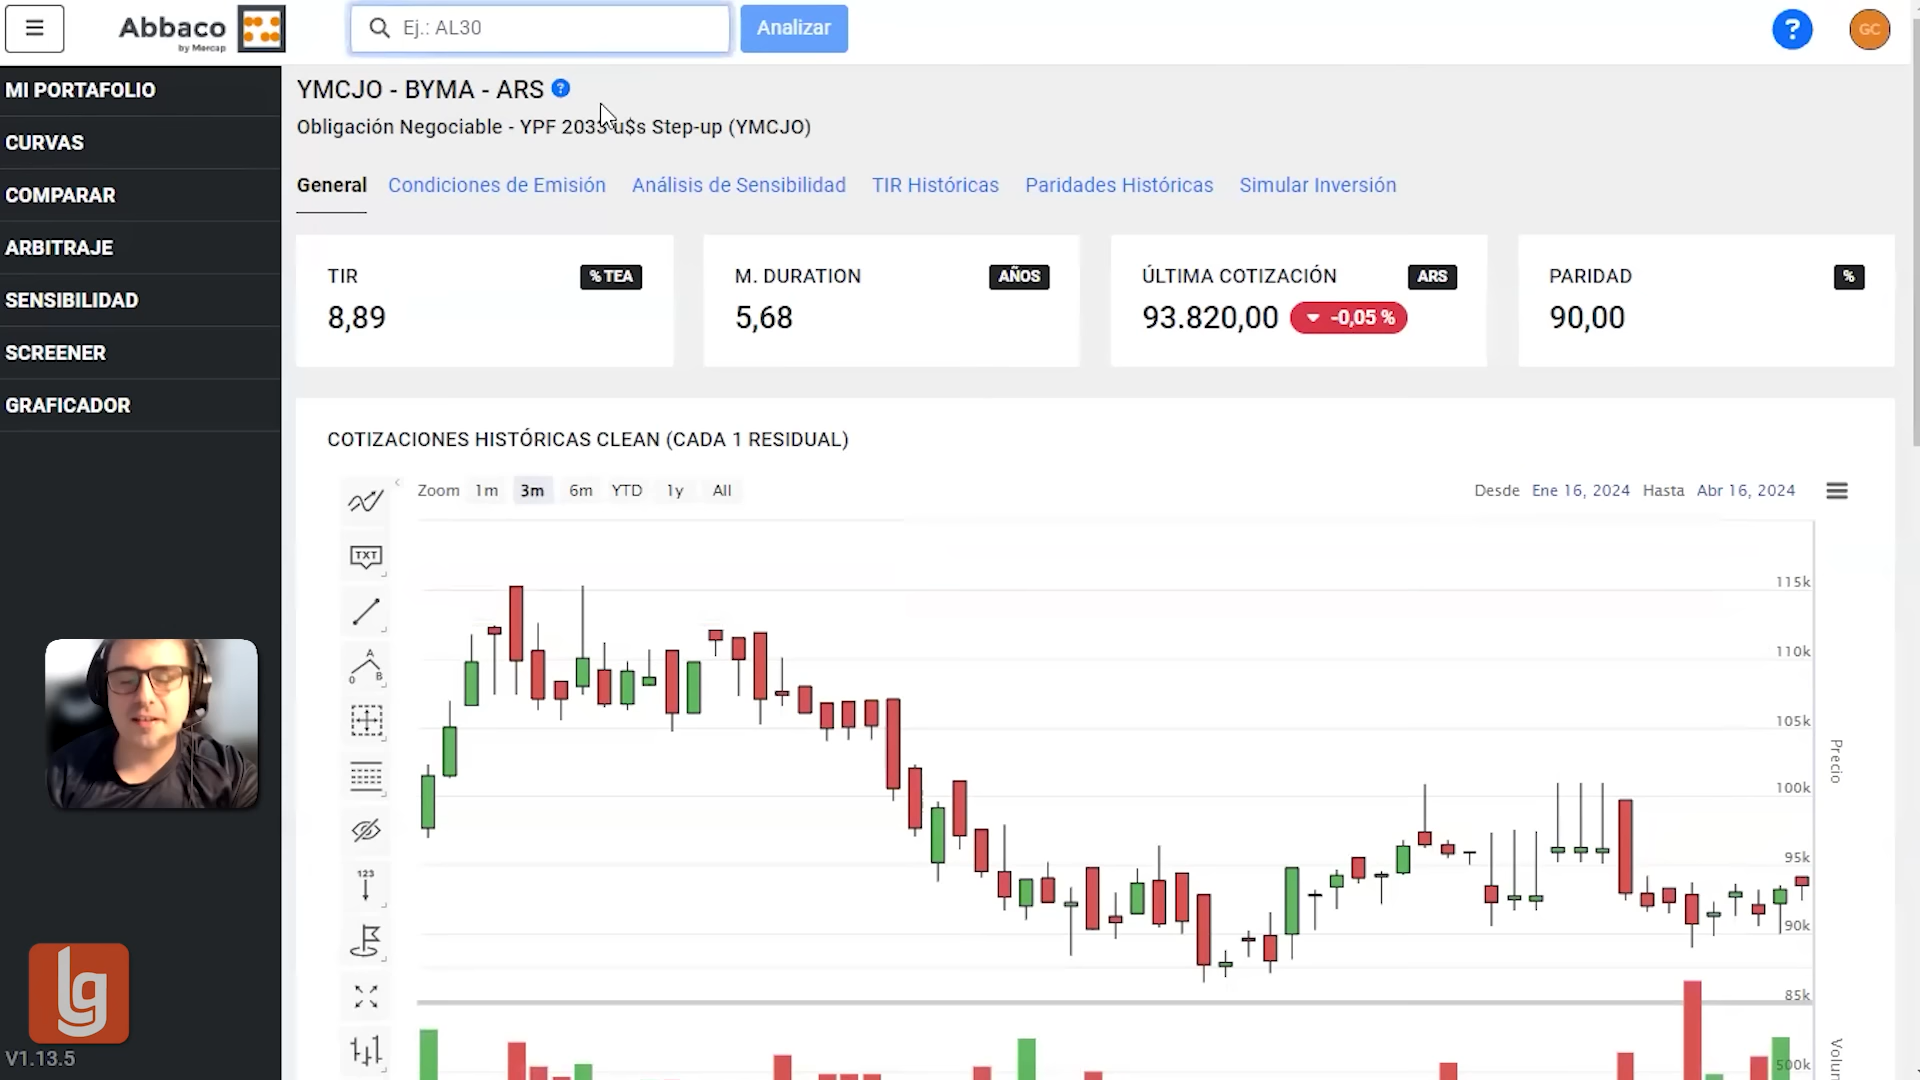 Abbaco
by Mercap
Ej.: AL30
Analizar
?
GC
MI PORTAFOLIO
CURVAS
COMPARAR
ARBITRAJE
SENSIBILIDAD
SCREENER
GRAFICADOR
lg
V1.13.5
YMCJO - BYMA - ARS ?
Obligación Negociable - YPF 2033 u$s Step-up (YMCJO)
General Condiciones de Emisión Análisis de Sensibilidad TIR Históricas Paridades Históricas Simular Inversión
TIR % TEA
8,89
M. DURATION AÑOS
5,68
ÚLTIMA COTIZACIÓN ARS
93.820,00 -0,05 %
PARIDAD %
90,00
COTIZACIONES HISTÓRICAS CLEAN (CADA 1 RESIDUAL)
Zoom 1m 3m 6m YTD 1y All
Desde Ene 16, 2024 Hasta Abr 16, 2024
TXT
A
0 B
123
115k
110k
105k
100k
95k
90k
85k
500k
Precio
Volum